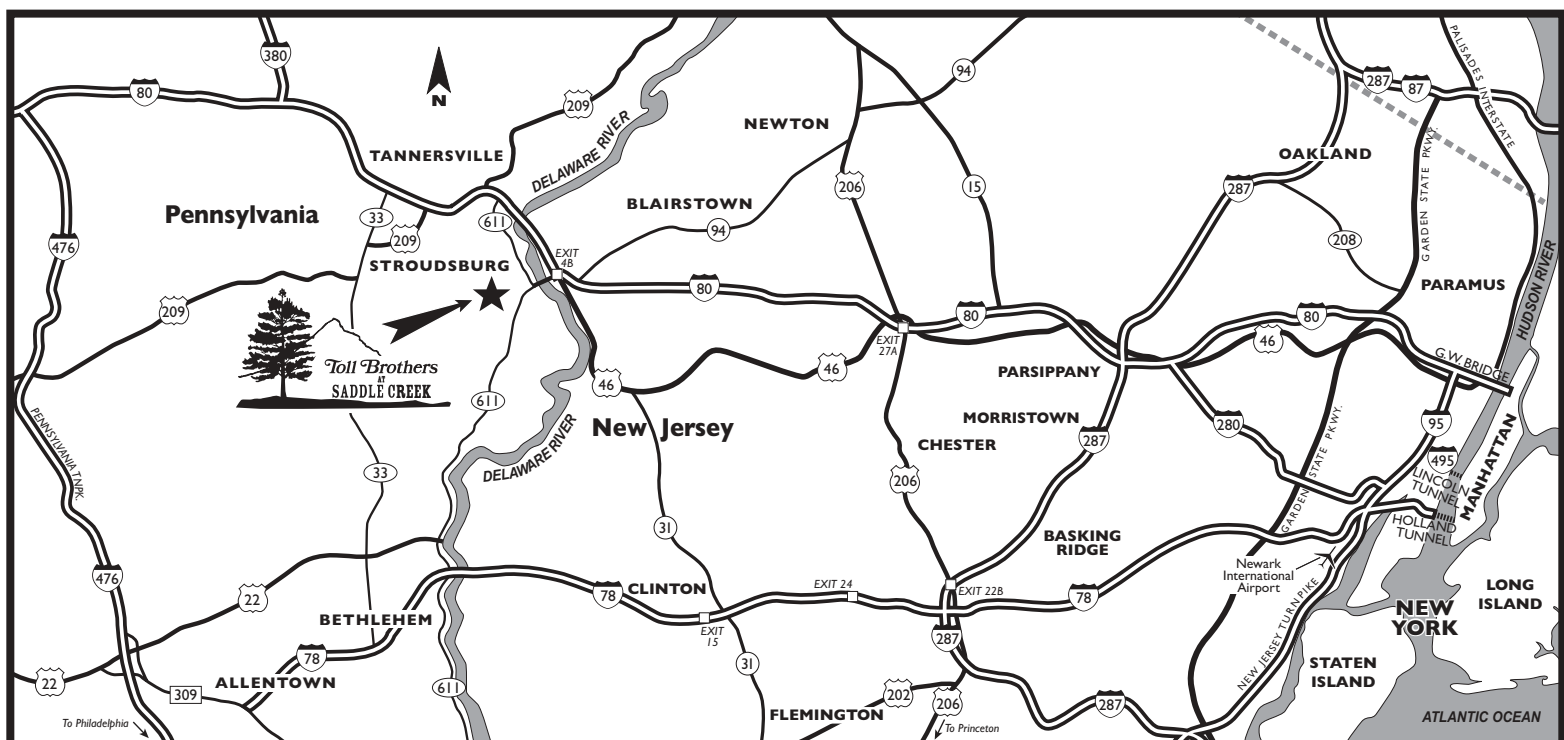 380
80
N
209
94
NEWTON
DELAWARE RIVER
TANNERSVILLE
287
87
PALISADES INTERSTATE
GARDEN STATE PKWY.
OAKLAND
206
15
287
BLAIRSTOWN
94
Pennsylvania
33
209
611
476
208
STROUDSBURG
EXIT
4B
80
PARAMUS
HUDSON RIVER
209
80
80
46
EXIT
27A
Toll Brothers
AT
SADDLE CREEK
46
46
PARSIPPANY
G.W. BRIDGE
611
New Jersey
MORRISTOWN
CHESTER
287
280
95
PENNSYLVANIA TNPK.
33
DELAWARE RIVER
206
GARDEN STATE PKWY.
495
LINCOLN
TUNNEL
MANHATTAN
31
HOLLAND
TUNNEL
BASKING
RIDGE
Newark
International
Airport
476
22
78
CLINTON
EXIT 24
EXIT 22B
78
LONG
ISLAND
BETHLEHEM
EXIT
15
287
NEW JERSEY TURNPIKE
NEW
YORK
78
31
STATEN
ISLAND
22
309
ALLENTOWN
611
202
206
287
FLEMINGTON
To Philadelphia
To Princeton
ATLANTIC OCEAN